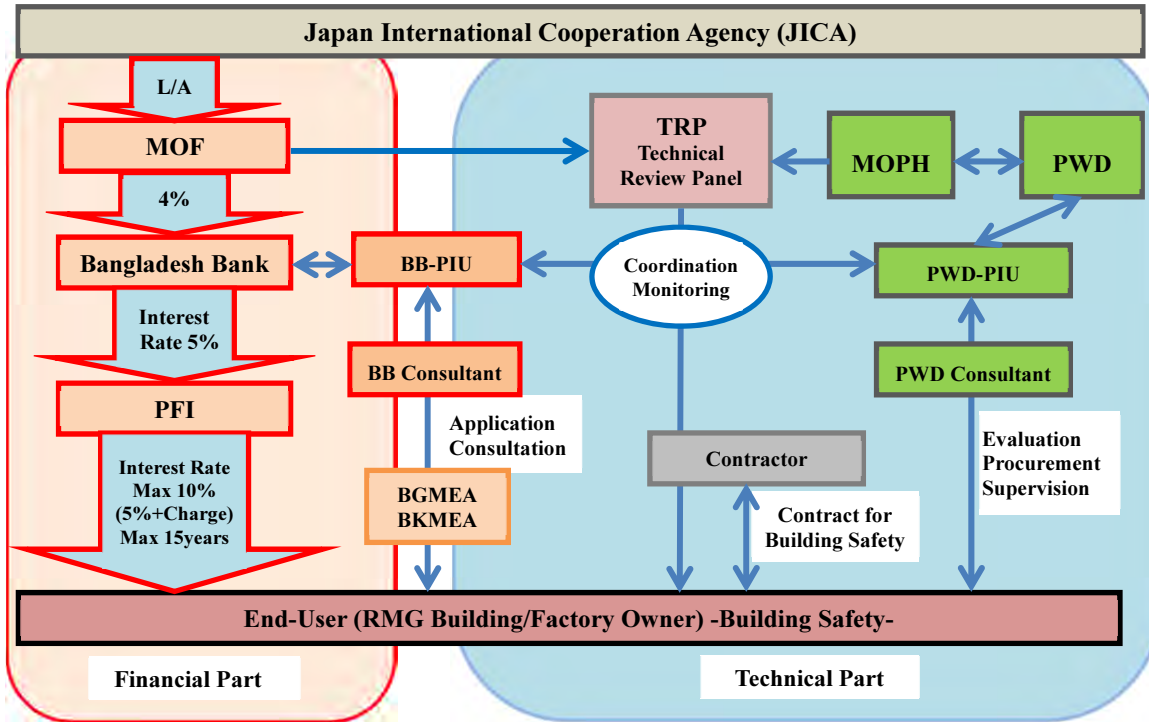 Japan International Cooperation Agency (JICA)
L/A
MOF
4%
Bangladesh Bank
Interest
Rate 5%
PFI
Interest Rate
Max 10%
(5%+Charge)
Max 15years
BB-PIU
BB Consultant
Application
Consultation
BGMEA
BKMEA
TRP
Technical
Review Panel
MOPH
PWD
Coordination
Monitoring
PWD-PIU
PWD Consultant
Contractor
Contract for
Building Safety
Evaluation
Procurement
Supervision
End-User (RMG Building/Factory Owner) -Building Safety-
Financial Part
Technical Part